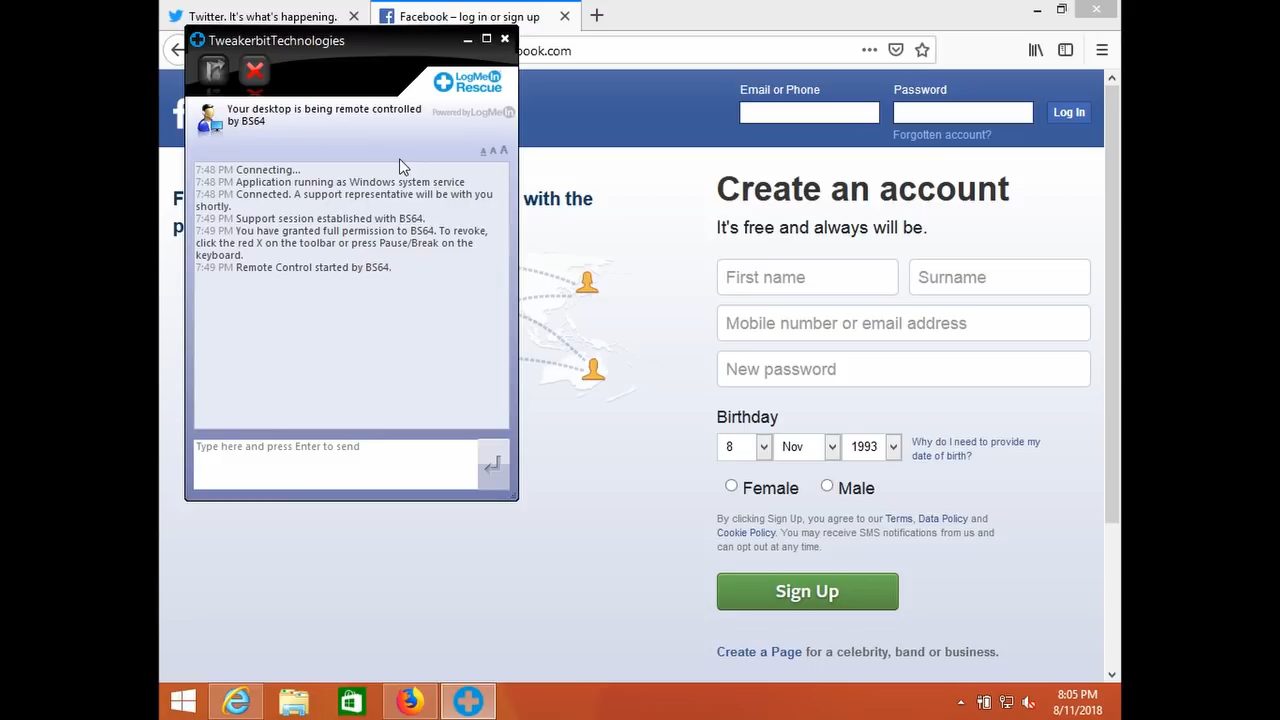 Twitter. It's what's happening.
Facebook – log in or sign up
TweakerbitTechnologies
book.com
LogMeIn
Rescue
Your desktop is being remote controlled
by BS64
Powered by LogMeIn
A A A
7:48 PM Connecting...
7:48 PM Application running as Windows system service
7:48 PM Connected. A support representative will be with you
shortly.
7:49 PM Support session established with BS64.
7:49 PM You have granted full permission to BS64. To revoke,
click the red X on the toolbar or press Pause/Break on the
keyboard.
7:49 PM Remote Control started by BS64.
Type here and press Enter to send
Email or Phone
Password
Log In
Forgotten account?
with the
Create an account
It's free and always will be.
First name
Surname
Mobile number or email address
New password
Birthday
8 Nov 1993
Why do I need to provide my
date of birth?
Female Male
By clicking Sign Up, you agree to our Terms, Data Policy and
Cookie Policy. You may receive SMS notifications from us and
can opt out at any time.
Sign Up
Create a Page for a celebrity, band or business.
8:05 PM
8/11/2018